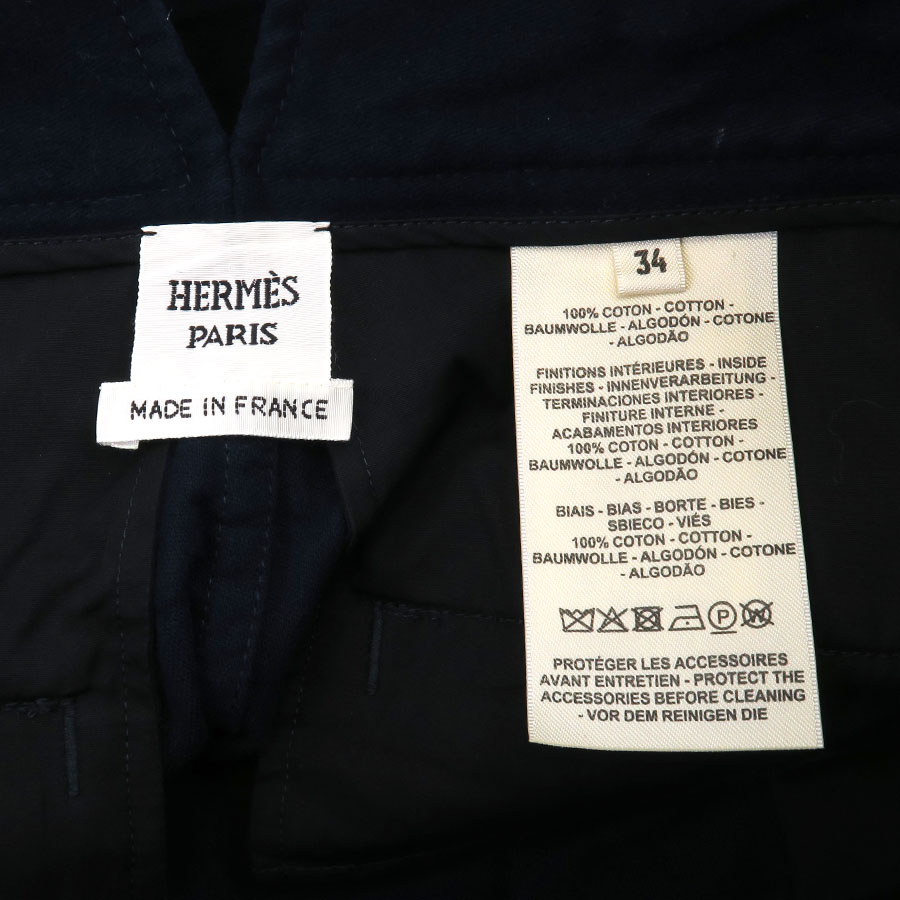 HERMÈS
PARIS
MADE IN FRANCE
34
100% COTON - COTTON -
BAUMWOLLE - ALGODÓN - COTONE
- ALGODÃO
FINITIONS INTÉRIEURES - INSIDE
FINISHES - INNENVERARBEITUNG -
TERMINACIONES INTERIORES -
FINITURE INTERNE -
ACABAMENTOS INTERIORES
100% COTON - COTTON -
BAUMWOLLE - ALGODÓN - COTONE
- ALGODÃO
BIAIS - BIAS - BORTE - BIES -
SBIECO - VIÉS
100% COTON - COTTON -
BAUMWOLLE - ALGODÓN - COTONE
- ALGODÃO
P W
PROTÉGER LES ACCESSOIRES
AVANT ENTRETIEN - PROTECT THE
ACCESSORIES BEFORE CLEANING
- VOR DEM REINIGEN DIE